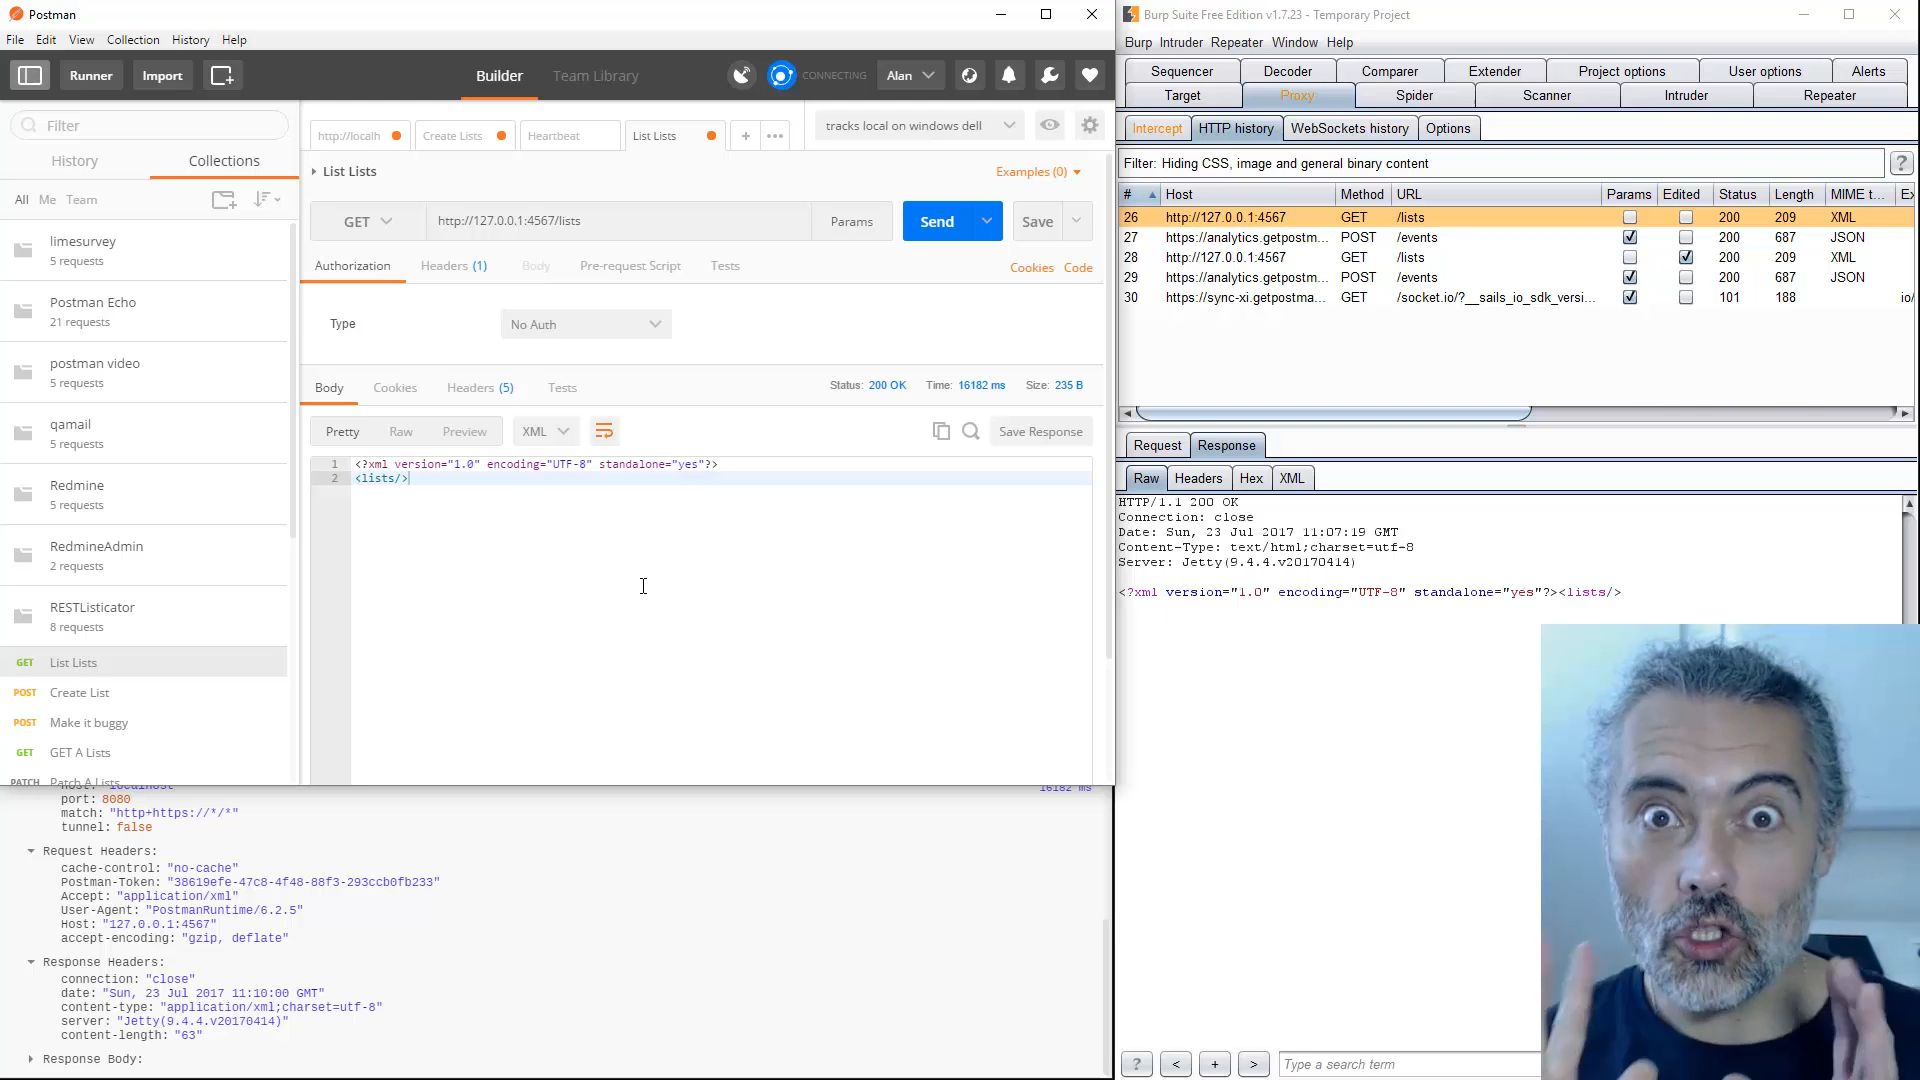 Postman
File Edit View Collection History Help
Runner Import Builder Team Library CONNECTING Alan
Filter
History Collections
All Me Team
limesurvey
5 requests
Postman Echo
21 requests
postman video
5 requests
qamail
5 requests
Redmine
5 requests
RedmineAdmin
2 requests
RESTListicator
8 requests
GET List Lists
POST Create List
POST Make it buggy
GET GET A Lists
PATCH Patch A Lists
http://localh Create Lists Heartbeat List Lists + ••• tracks local on windows dell
List Lists Examples (0)
GET http://127.0.0.1:4567/lists Params Send Save
Authorization Headers (1) Body Pre-request Script Tests Cookies Code
Type No Auth
Body Cookies Headers (5) Tests Status: 200 OK Time: 16182 ms Size: 235 B
Pretty Raw Preview XML Save Response
1 <?xml version="1.0" encoding="UTF-8" standalone="yes"?>
2 <lists/>
host: "localhost" 16182 ms
port: 8080
match: "http+https://*/*"
tunnel: false
Request Headers:
cache-control: "no-cache"
Postman-Token: "38619efe-47c8-4f48-88f3-293ccb0fb233"
Accept: "application/xml"
User-Agent: "PostmanRuntime/6.2.5"
Host: "127.0.0.1:4567"
accept-encoding: "gzip, deflate"
Response Headers:
connection: "close"
date: "Sun, 23 Jul 2017 11:10:00 GMT"
content-type: "application/xml;charset=utf-8"
server: "Jetty(9.4.4.v20170414)"
content-length: "63"
Response Body:
Burp Suite Free Edition v1.7.23 - Temporary Project
Burp Intruder Repeater Window Help
Sequencer Decoder Comparer Extender Project options User options Alerts
Target Proxy Spider Scanner Intruder Repeater
Intercept HTTP history WebSockets history Options
Filter: Hiding CSS, image and general binary content ?
# Host Method URL Params Edited Status Length MIME t... Ex
26 http://127.0.0.1:4567 GET /lists 200 209 XML
27 https://analytics.getpostm... POST /events 200 687 JSON
28 http://127.0.0.1:4567 GET /lists 200 209 XML
29 https://analytics.getpostm... POST /events 200 687 JSON
30 https://sync-xi.getpostma... GET /socket.io/?__sails_io_sdk_versi... 101 188 io/
Request Response
Raw Headers Hex XML
HTTP/1.1 200 OK
Connection: close
Date: Sun, 23 Jul 2017 11:07:19 GMT
Content-Type: text/html;charset=utf-8
Server: Jetty(9.4.4.v20170414)
<?xml version="1.0" encoding="UTF-8" standalone="yes"?><lists/>
? < + > Type a search term